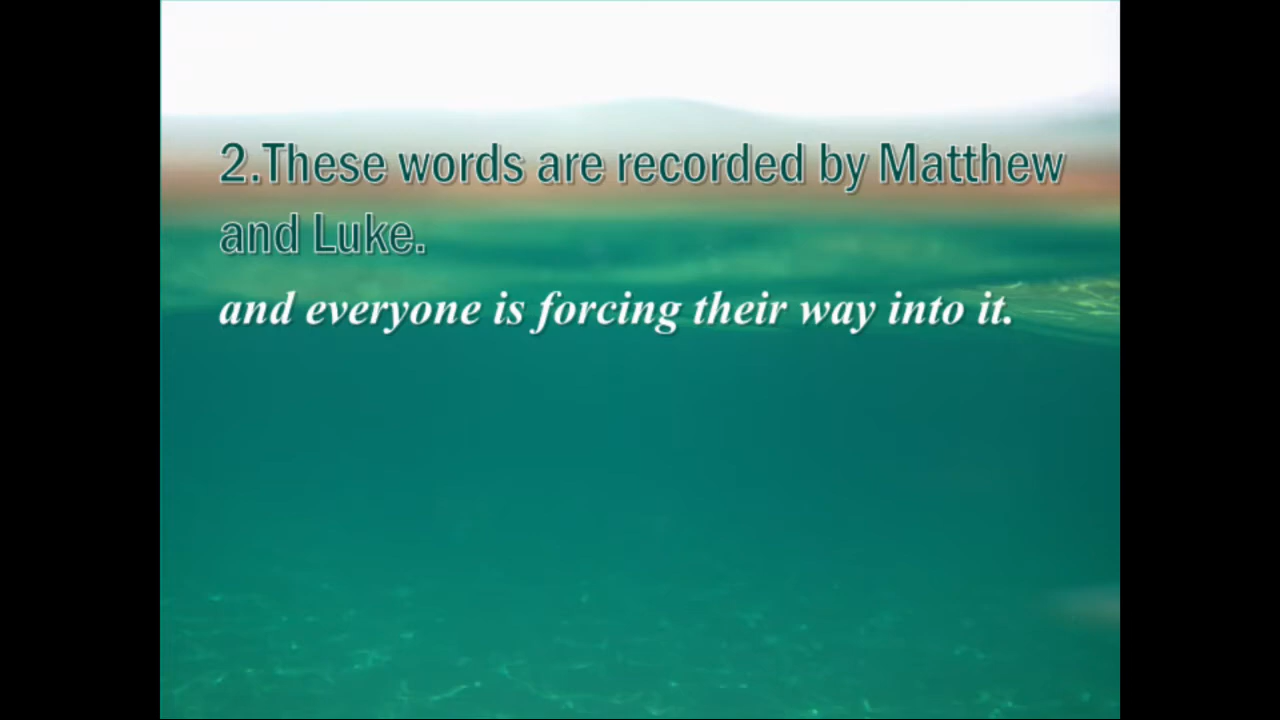 2.These words are recorded by Matthew
and Luke.
and everyone is forcing their way into it.